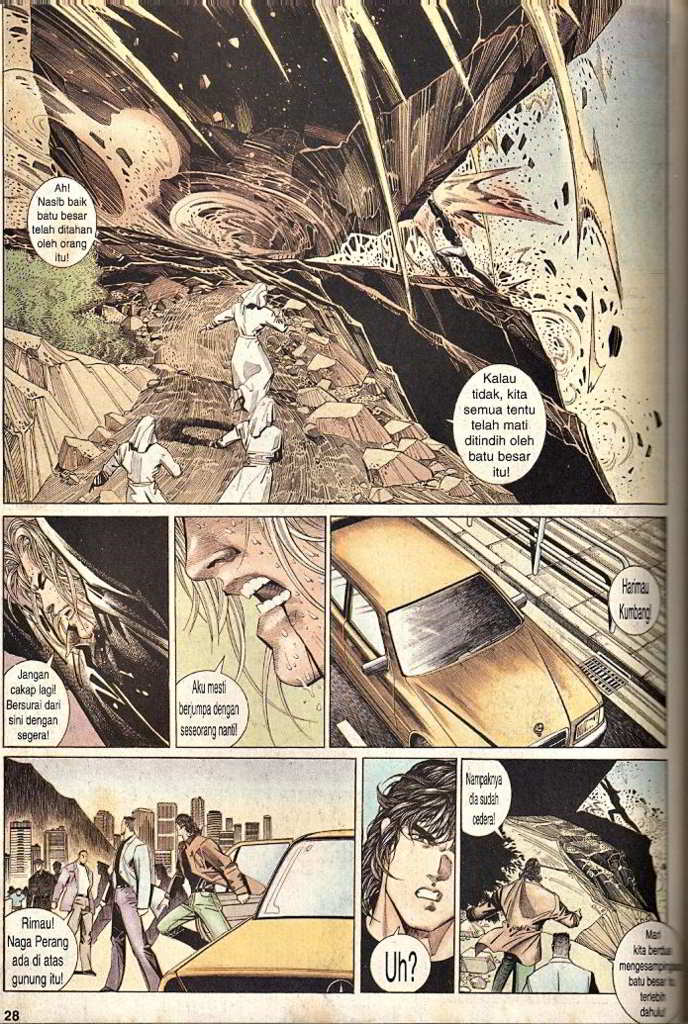 Ah!
Nasib baik
batu besar
telah ditahan
oleh orang
itu!
Kalau
tidak, kita
semua tentu
telah mati
ditindih oleh
batu besar
itu!
Jangan
cakap lagi!
Bersurai dari
sini dengan
segera!
Aku mesti
berjumpa dengan
seseorang nanti!
Harimau
Kumbang!
Rimau!
Naga Perang
ada di atas
gunung itu!
Uh?
Nampaknya
dia sudah
cedera!
Mari
kita berdua
batu besar itu
terlebih
dahulu!
28